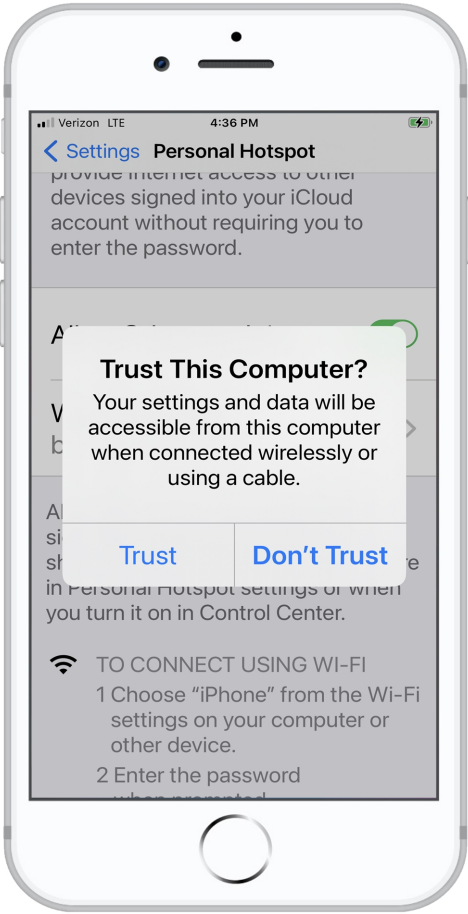 Verizon LTE 4:36 PM
Settings Personal Hotspot
provide internet access to other
devices signed into your iCloud
account without requiring you to
enter the password.
Trust This Computer?
Your settings and data will be
accessible from this computer
when connected wirelessly or
using a cable.
Trust Don't Trust
in Personal Hotspot settings or when
you turn it on in Control Center.
TO CONNECT USING WI-FI
1 Choose “iPhone” from the Wi-Fi
settings on your computer or
other device.
2 Enter the password
when prompted